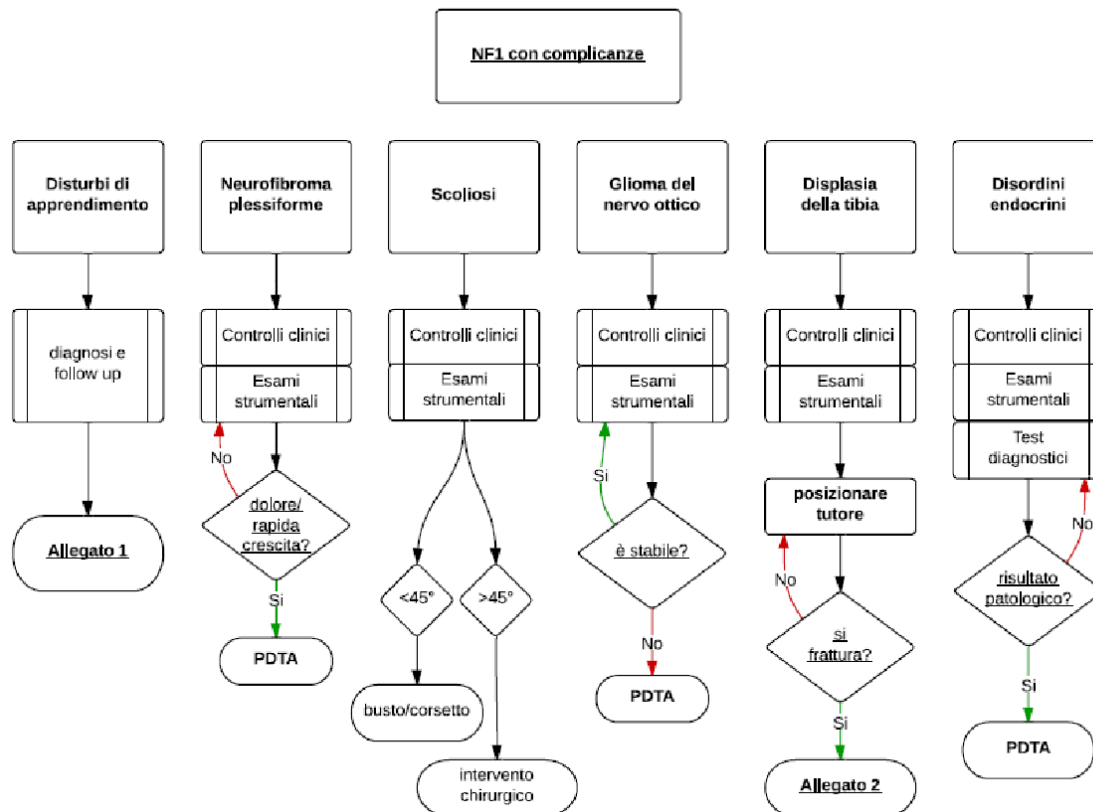 NF1 con complicanze
Disturbi di
apprendimento
Neurofibroma
plessiforme
Scoliosi
Glioma del
nervo ottico
Displasia
della tibia
Disordini
endocrini
diagnosi e
follow up
Controlli clinici
Esami
strumentali
Controlli clinici
Esami
strumentali
Controlli clinici
Esami
strumentali
Controlli clinici
Esami
strumentali
Controlli clinici
Esami
strumentali
Test
diagnostici
Allegato 1
No
dolore/
rapida
crescita?
Si
PDTA
<45°
>45°
busto/corsetto
intervento
chirurgico
Si
è stabile?
No
PDTA
posizionare
tutore
No
si
frattura?
Si
Allegato 2
No
risultato
patologico?
Si
PDTA